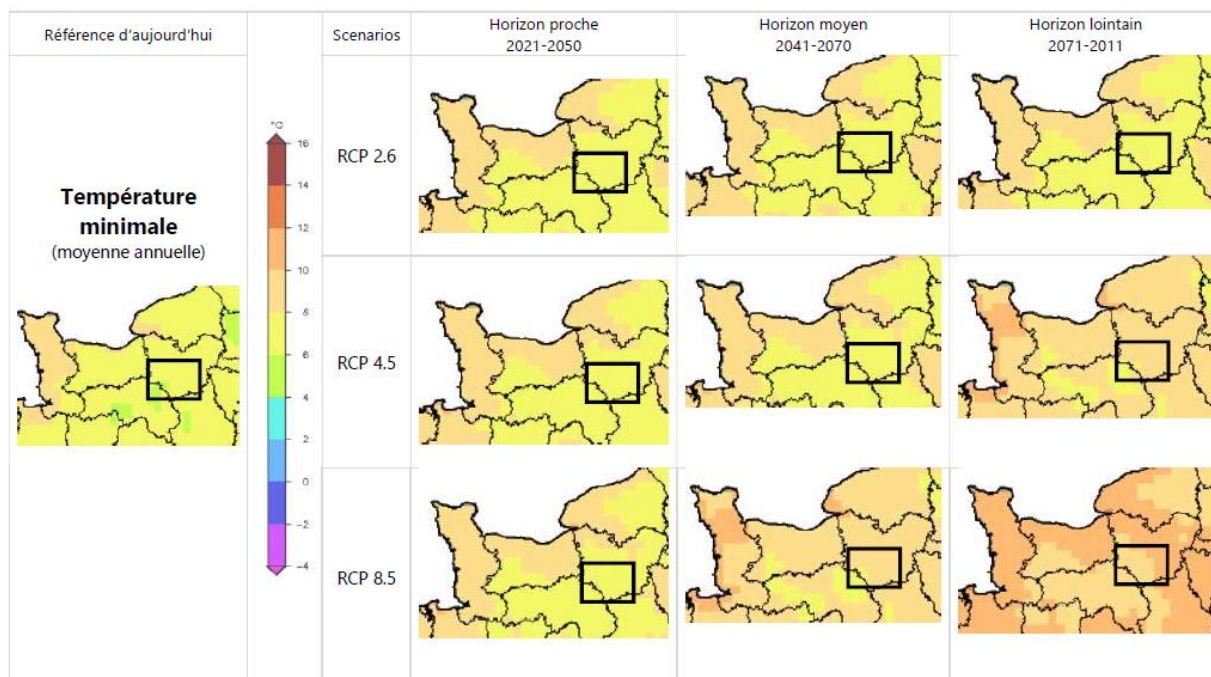 Référence d'aujourd'hui
Scenarios
Horizon proche
2021-2050
Horizon moyen
2041-2070
Horizon lointain
2071-2011
Température
minimale
(moyenne annuelle)
°C
16
14
12
10
8
6
4
2
0
−2
−4
RCP 2.6
RCP 4.5
RCP 8.5